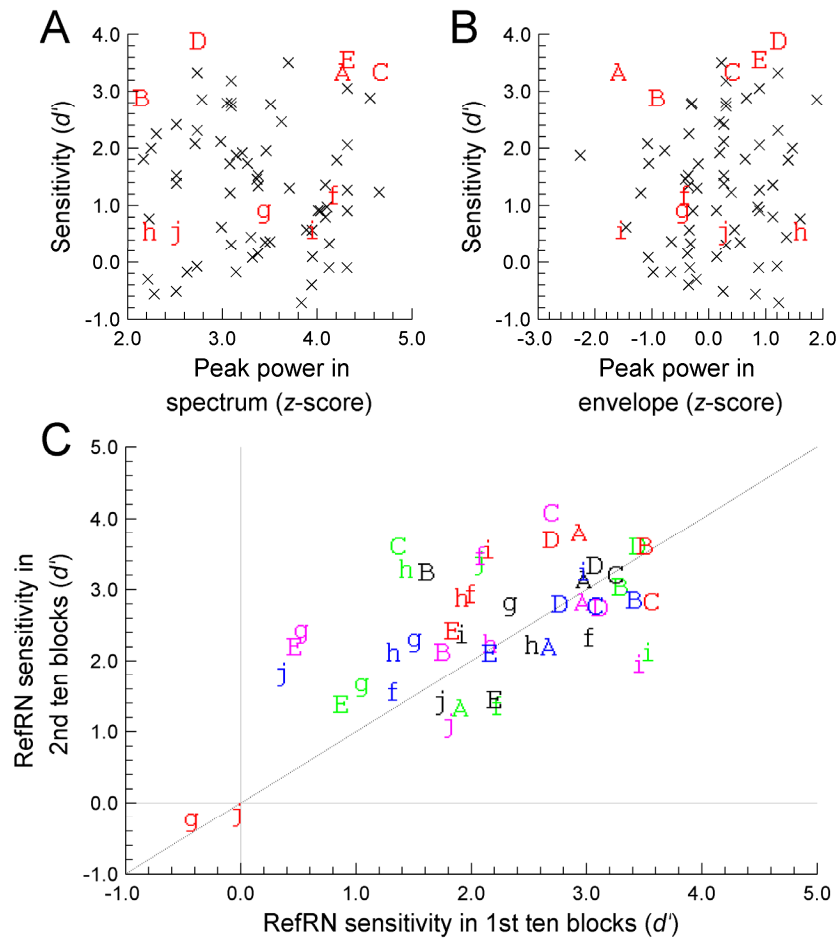 A
B
4.0
3.0
2.0
1.0
0.0
-1.0
Sensitivity (d')
D
E
A
C
B
f
g
h
j
i
2.0 3.0 4.0 5.0
Peak power in
spectrum (z-score)
4.0
3.0
2.0
1.0
0.0
-1.0
Sensitivity (d')
D
E
A
C
B
f
g
i
j
h
-3.0 -2.0 -1.0 0.0 1.0 2.0
Peak power in
envelope (z-score)
C
5.0
4.0
3.0
2.0
1.0
0.0
-1.0
RefRN sensitivity in
2nd ten blocks (d')
C
D A
C j f i D B
h B D A i A C B
h f g D A C C B B
g E E i h h f
E g j B E A i i
j g f j A E i
E j
g j
-1.0 0.0 1.0 2.0 3.0 4.0 5.0
RefRN sensitivity in 1st ten blocks (d')